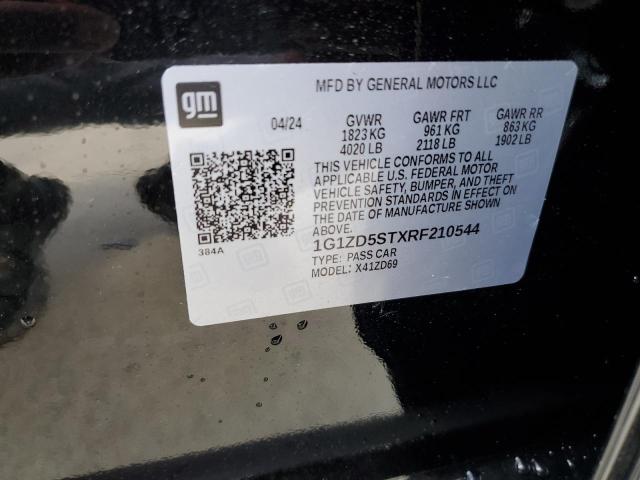 gm
MFD BY GENERAL MOTORS LLC
04/24 GVWR GAWR FRT GAWR RR
1823 KG 961 KG 863 KG
4020 LB 2118 LB 1902 LB
THIS VEHICLE CONFORMS TO ALL
APPLICABLE U.S. FEDERAL MOTOR
VEHICLE SAFETY, BUMPER, AND THEFT
PREVENTION STANDARDS IN EFFECT ON
THE DATE OF MANUFACTURE SHOWN
ABOVE.
384A
1G1ZD5STXRF210544
TYPE: PASS CAR
MODEL: X41ZD69